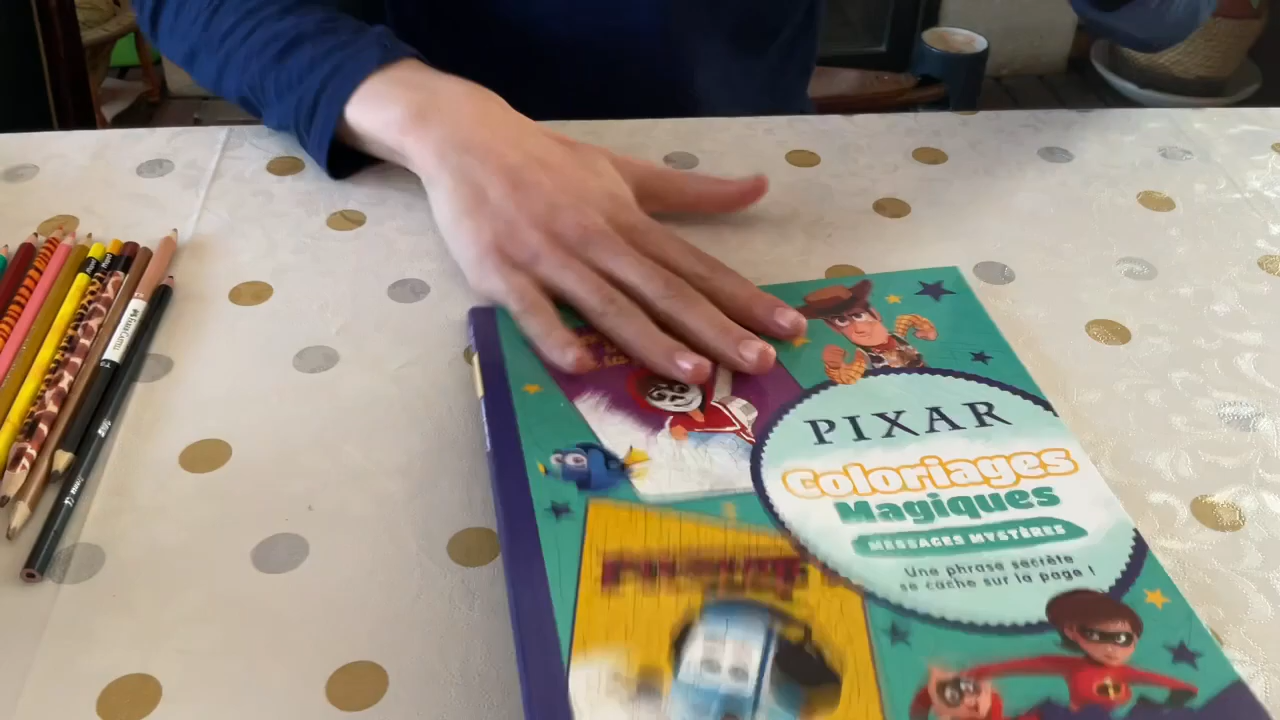 PIXAR
Coloriages
Magiques
MESSAGES MYSTÈRES
Une phrase secrète
se cache sur la page !